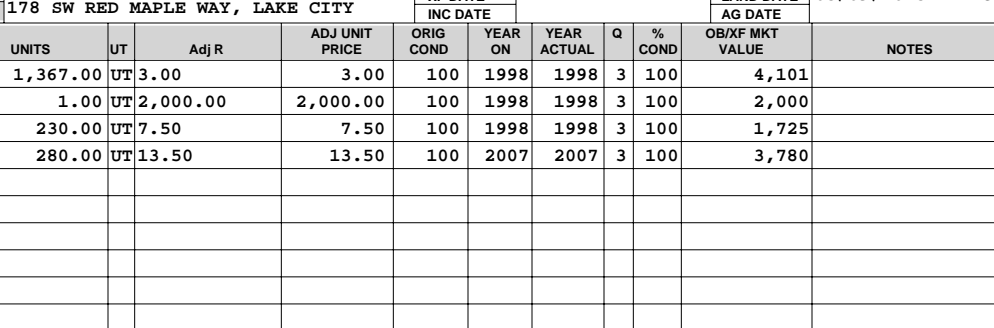 178 SW RED MAPLE WAY, LAKE CITY
INC DATE AG DATE
UNITS UT Adj R ADJ UNIT PRICE ORIG COND YEAR ON YEAR ACTUAL Q % COND OB/XF MKT VALUE NOTES
1,367.00 UT 3.00 3.00 100 1998 1998 3 100 4,101
1.00 UT 2,000.00 2,000.00 100 1998 1998 3 100 2,000
230.00 UT 7.50 7.50 100 1998 1998 3 100 1,725
280.00 UT 13.50 13.50 100 2007 2007 3 100 3,780